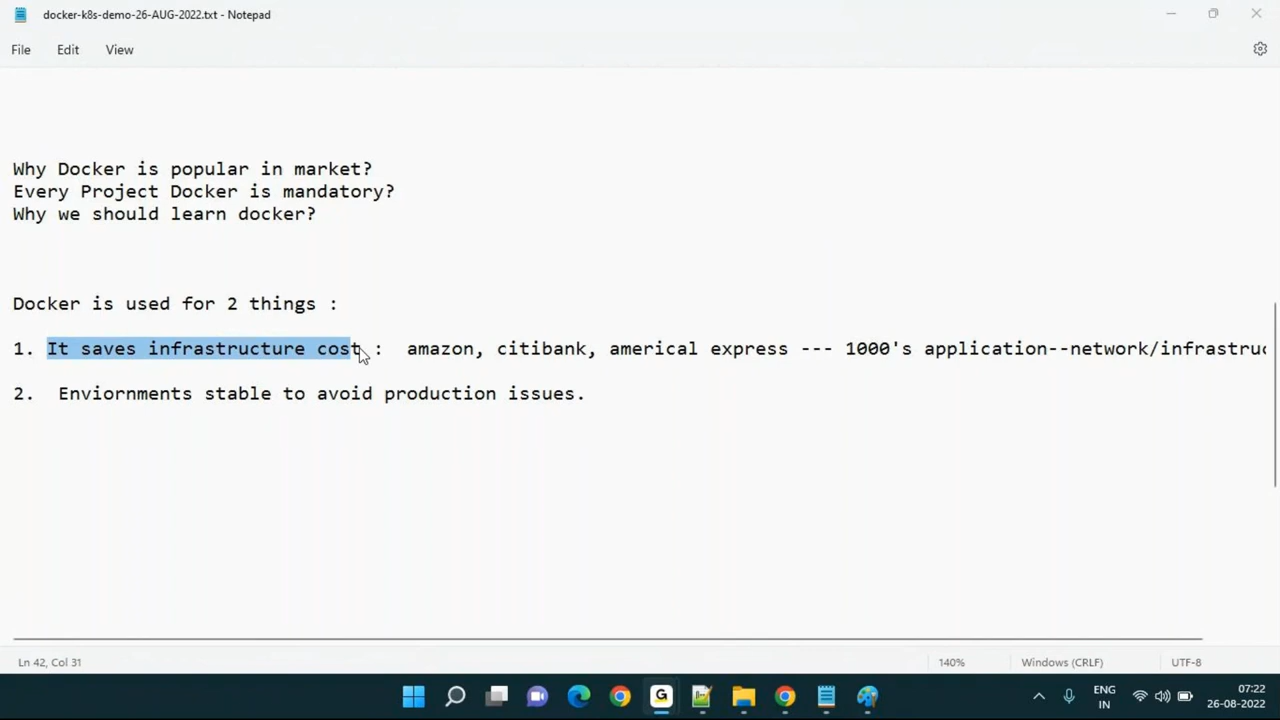 docker-k8s-demo-26-AUG-2022.txt - Notepad
File Edit View
Why Docker is popular in market?
Every Project Docker is mandatory?
Why we should learn docker?
Docker is used for 2 things :
1. It saves infrastructure cost : amazon, citibank, americal express --- 1000's application--network/infrastruc
2. Enviornments stable to avoid production issues.
Ln 42, Col 31 140% Windows (CRLF) UTF-8
ENG
IN
07:22
26-08-2022